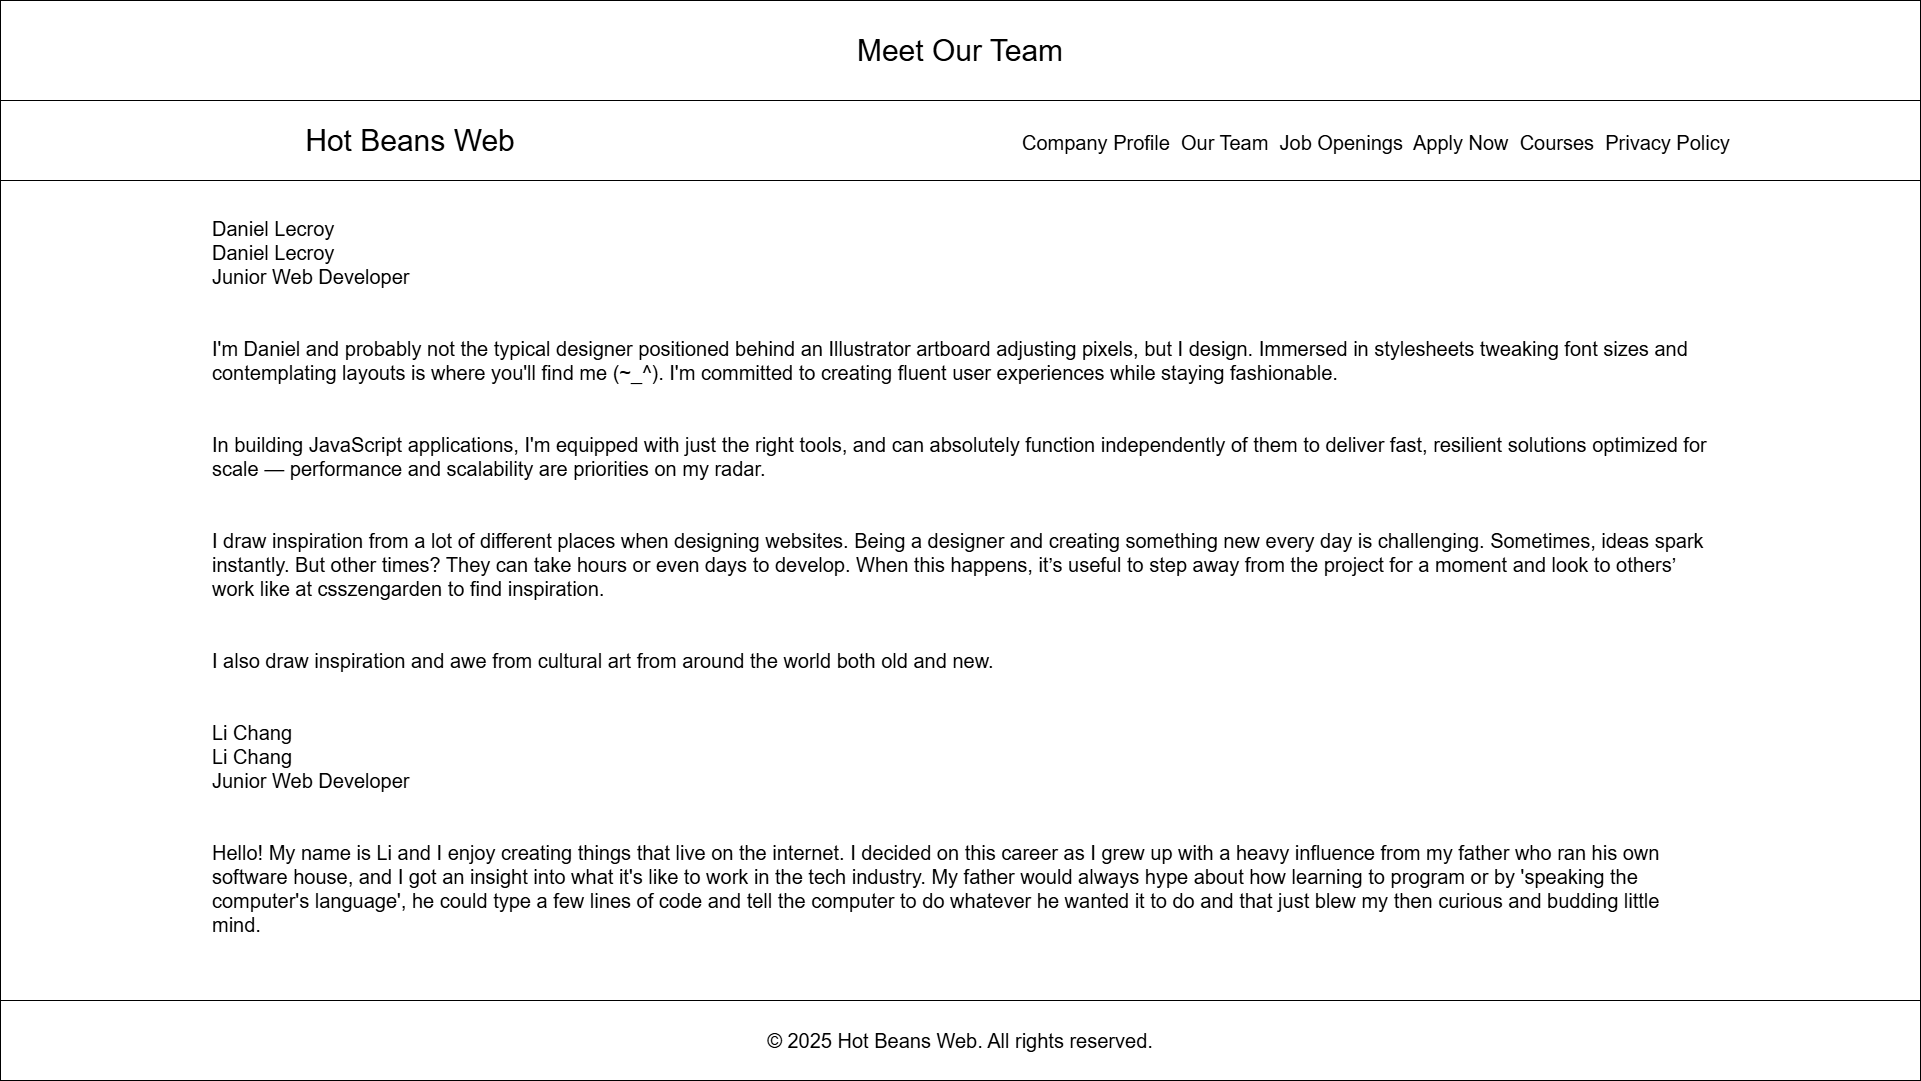 Meet Our Team
Hot Beans Web
Company Profile Our Team Job Openings Apply Now Courses Privacy Policy
Daniel Lecroy
Daniel Lecroy
Junior Web Developer
I'm Daniel and probably not the typical designer positioned behind an Illustrator artboard adjusting pixels, but I design. Immersed in stylesheets tweaking font sizes and
contemplating layouts is where you'll find me (~_^). I'm committed to creating fluent user experiences while staying fashionable.
In building JavaScript applications, I'm equipped with just the right tools, and can absolutely function independently of them to deliver fast, resilient solutions optimized for
scale — performance and scalability are priorities on my radar.
I draw inspiration from a lot of different places when designing websites. Being a designer and creating something new every day is challenging. Sometimes, ideas spark
instantly. But other times? They can take hours or even days to develop. When this happens, it’s useful to step away from the project for a moment and look to others’
work like at csszengarden to find inspiration.
I also draw inspiration and awe from cultural art from around the world both old and new.
Li Chang
Li Chang
Junior Web Developer
Hello! My name is Li and I enjoy creating things that live on the internet. I decided on this career as I grew up with a heavy influence from my father who ran his own
software house, and I got an insight into what it's like to work in the tech industry. My father would always hype about how learning to program or by 'speaking the
computer's language', he could type a few lines of code and tell the computer to do whatever he wanted it to do and that just blew my then curious and budding little
mind.
© 2025 Hot Beans Web. All rights reserved.